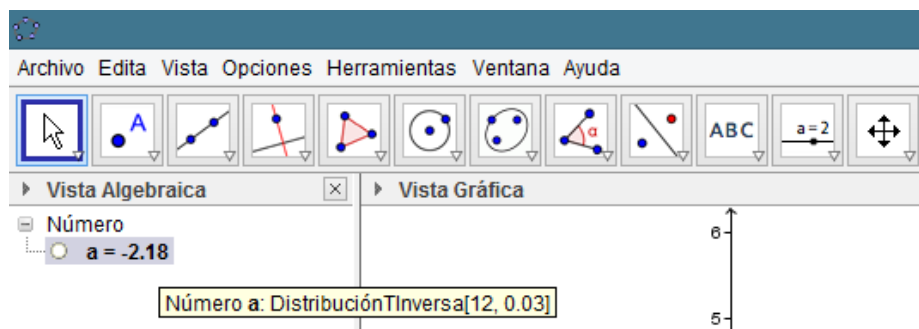 Archivo Edita Vista Opciones Herramientas Ventana Ayuda
A
α
ABC
a=2
Vista Algebraica
Vista Gráfica
Número
a = -2.18
Número a: DistribuciónTInversa[12, 0.03]
6
5